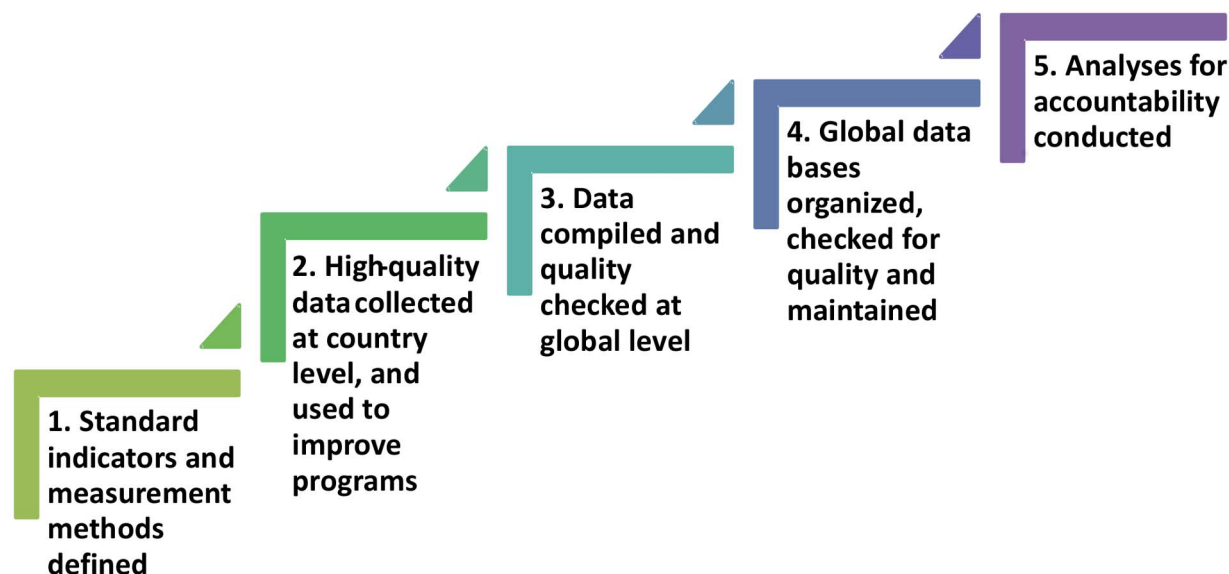 1. Standard
indicators and
measurement
methods
defined
2. High-quality
data collected
at country
level, and
used to
improve
programs
3. Data
compiled and
quality
checked at
global level
4. Global data
bases
organized,
checked for
quality and
maintained
5. Analyses for
accountability
conducted